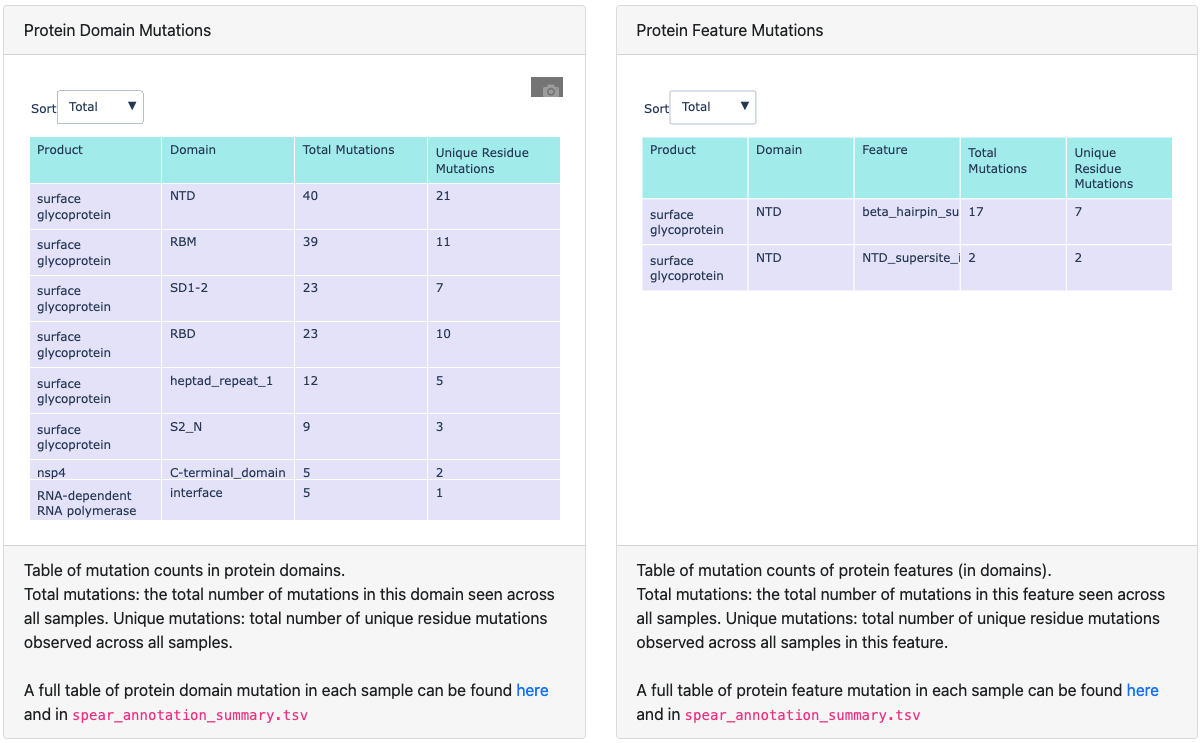 Protein Domain Mutations
Sort Total ▼
Product Domain Total Mutations Unique Residue
Mutations
surface NTD 40 21
glycoprotein
surface RBM 39 11
glycoprotein
surface SD1-2 23 7
glycoprotein
surface RBD 23 10
glycoprotein
surface heptad_repeat_1 12 5
glycoprotein
surface S2_N 9 3
glycoprotein
nsp4 C-terminal_domain 5 2
RNA-dependent interface 5 1
RNA polymerase
Table of mutation counts in protein domains.
Total mutations: the total number of mutations in this domain seen across
all samples. Unique mutations: total number of unique residue mutations
observed across all samples.
A full table of protein domain mutation in each sample can be found here
and in spear_annotation_summary.tsv
Protein Feature Mutations
Sort Total ▼
Product Domain Feature Total Unique
Mutations Residue
Mutations
surface NTD beta_hairpin_su 17 7
glycoprotein
surface NTD NTD_supersite_i 2 2
glycoprotein
Table of mutation counts of protein features (in domains).
Total mutations: the total number of mutations in this feature seen across
all samples. Unique mutations: total number of unique residue mutations
observed across all samples in this feature.
A full table of protein feature mutation in each sample can be found here
and in spear_annotation_summary.tsv